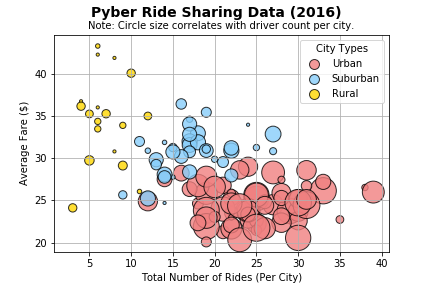 Pyber Ride Sharing Data (2016)
Note: Circle size correlates with driver count per city.
City Types
Urban
Suburban
Rural
40
35
30
25
20
Average Fare ($)
5 10 15 20 25 30 35 40
Total Number of Rides (Per City)